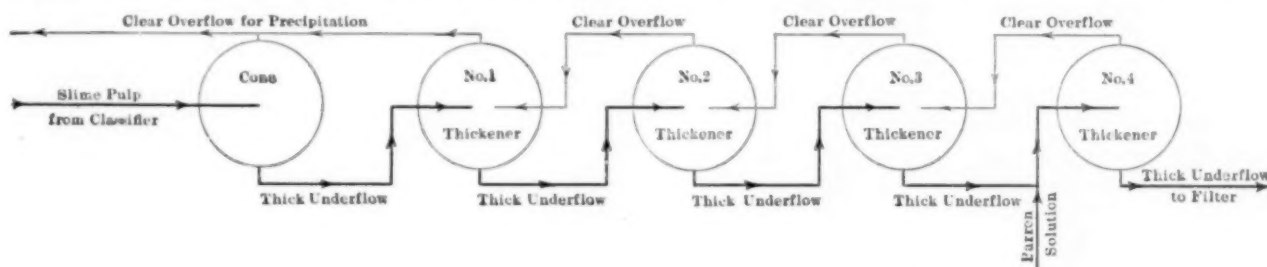 Clear Overflow for Precipitation
Clear Overflow
Clear Overflow
Clear Overflow
Cone
No.1
No.2
No.3
No.4
Slime Pulp
from Classifier
Thickener
Thickener
Thickener
Thickener
Thick Underflow
Thick Underflow
Thick Underflow
Thick Underflow
Thick Underflow
to Filter
Barren
Solution